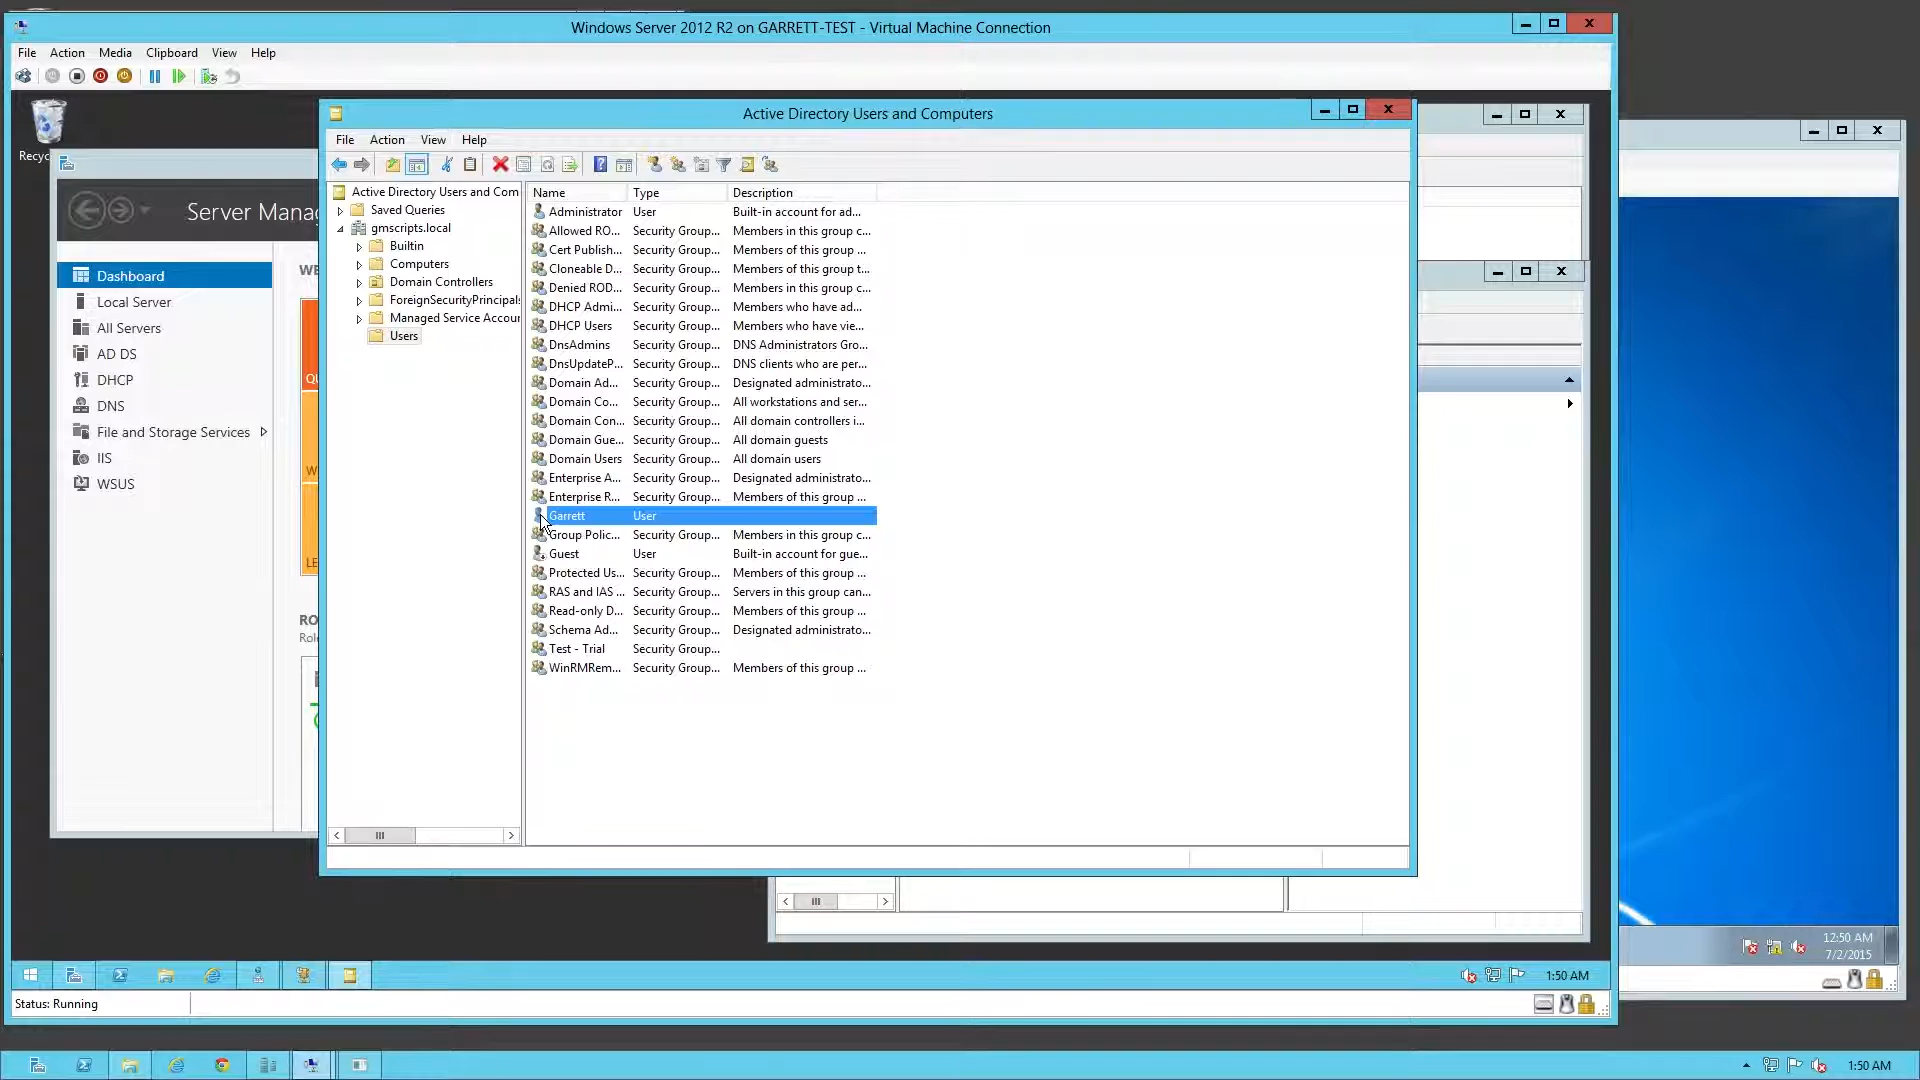 Windows Server 2012 R2 on GARRETT-TEST - Virtual Machine Connection
File Action Media Clipboard View Help
Active Directory Users and Computers
File Action View Help
Recyc
Server Mana
Dashboard
Local Server
All Servers
AD DS
DHCP
DNS
File and Storage Services
IIS
WSUS
WE
QU
W
LE
RO
Role
Active Directory Users and Com
Saved Queries
gmscripts.local
Builtin
Computers
Domain Controllers
ForeignSecurityPrincipals
Managed Service Accour
Users
Name Type Description
Administrator User Built-in account for ad...
Allowed RO... Security Group... Members in this group c...
Cert Publish... Security Group... Members of this group ...
Cloneable D... Security Group... Members of this group t...
Denied ROD... Security Group... Members in this group c...
DHCP Admi... Security Group... Members who have ad...
DHCP Users Security Group... Members who have vie...
DnsAdmins Security Group... DNS Administrators Gro...
DnsUpdateP... Security Group... DNS clients who are per...
Domain Ad... Security Group... Designated administrato...
Domain Co... Security Group... All workstations and ser...
Domain Con... Security Group... All domain controllers i...
Domain Gue... Security Group... All domain guests
Domain Users Security Group... All domain users
Enterprise A... Security Group... Designated administrato...
Enterprise R... Security Group... Members of this group ...
Garrett User
Group Polic... Security Group... Members in this group c...
Guest User Built-in account for gue...
Protected Us... Security Group... Members of this group ...
RAS and IAS ... Security Group... Servers in this group can...
Read-only D... Security Group... Members of this group ...
Schema Ad... Security Group... Designated administrato...
Test - Trial Security Group...
WinRMRem... Security Group... Members of this group ...
12:50 AM
7/2/2015
1:50 AM
Status: Running
1:50 AM